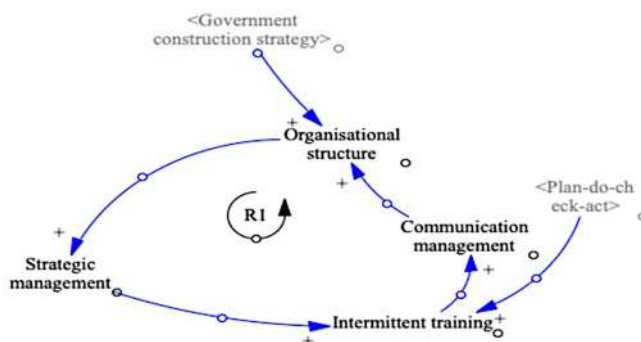 <Government
construction strategy>
+
Organisational
structure
+
<Plan-do-ch
eck-act>
R1
Communication
management
+
+
Strategic
management
+
Intermittent training
+